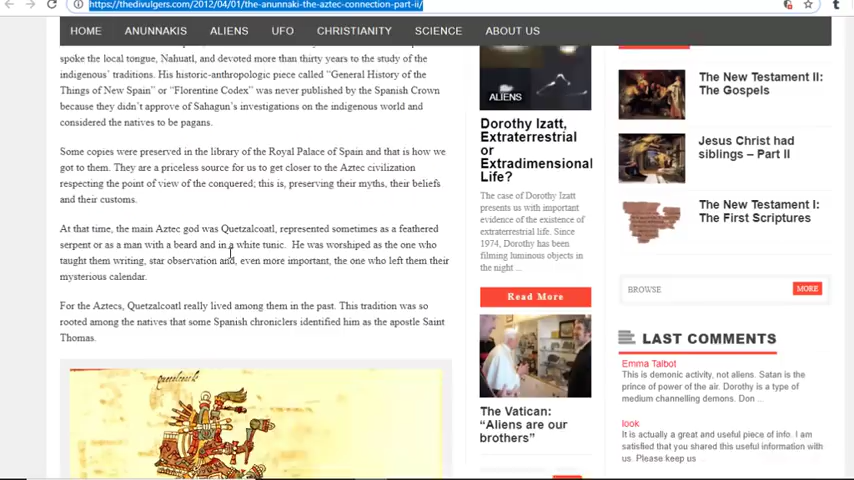 https://thedivulgers.com/2012/04/01/the-anunnaki-the-aztec-connection-part-ii/
HOME ANUNNAKIS ALIENS UFO CHRISTIANITY SCIENCE ABOUT US
spoke the local tongue, Nahuatl, and devoted more than thirty years to the study of the
indigenous' traditions. His historic-anthropologic piece called "General History of the
Things of New Spain" or "Florentine Codex" was never published by the Spanish Crown
because they didn't approve of Sahagun's investigations on the indigenous world and
considered the natives to be pagans.
Some copies were preserved in the library of the Royal Palace of Spain and that is how we
got to them. They are a priceless source for us to get closer to the Aztec civilization
respecting the point of view of the conquered; this is, preserving their myths, their beliefs
and their customs.
At that time, the main Aztec god was Quetzalcoatl, represented sometimes as a feathered
serpent or as a man with a beard and in a white tunic. He was worshiped as the one who
taught them writing, star observation and, even more important, the one who left them their
mysterious calendar.
For the Aztecs, Quetzalcoatl really lived among them in the past. This tradition was so
rooted among the natives that some Spanish chroniclers identified him as the apostle Saint
Thomas.
ALIENS
Dorothy Izatt,
Extraterrestrial
or
Extradimensional
Life?
The case of Dorothy Izatt
presents us with important
evidence of the existence of
extraterrestrial life. Since
1974, Dorothy has been
filming luminous objects in
the night ...
Read More
The Vatican:
"Aliens are our
brothers"
The New Testament II:
The Gospels
Jesus Christ had
siblings – Part II
The New Testament I:
The First Scriptures
BROWSE MORE
LAST COMMENTS
Emma Talbot
This is demonic activity, not aliens. Satan is the
prince of power of the air. Dorothy is a type of
medium channelling demons. Don ...
look
It is actually a great and useful piece of info. I am
satisfied that you shared this useful information with
us. Please keep us